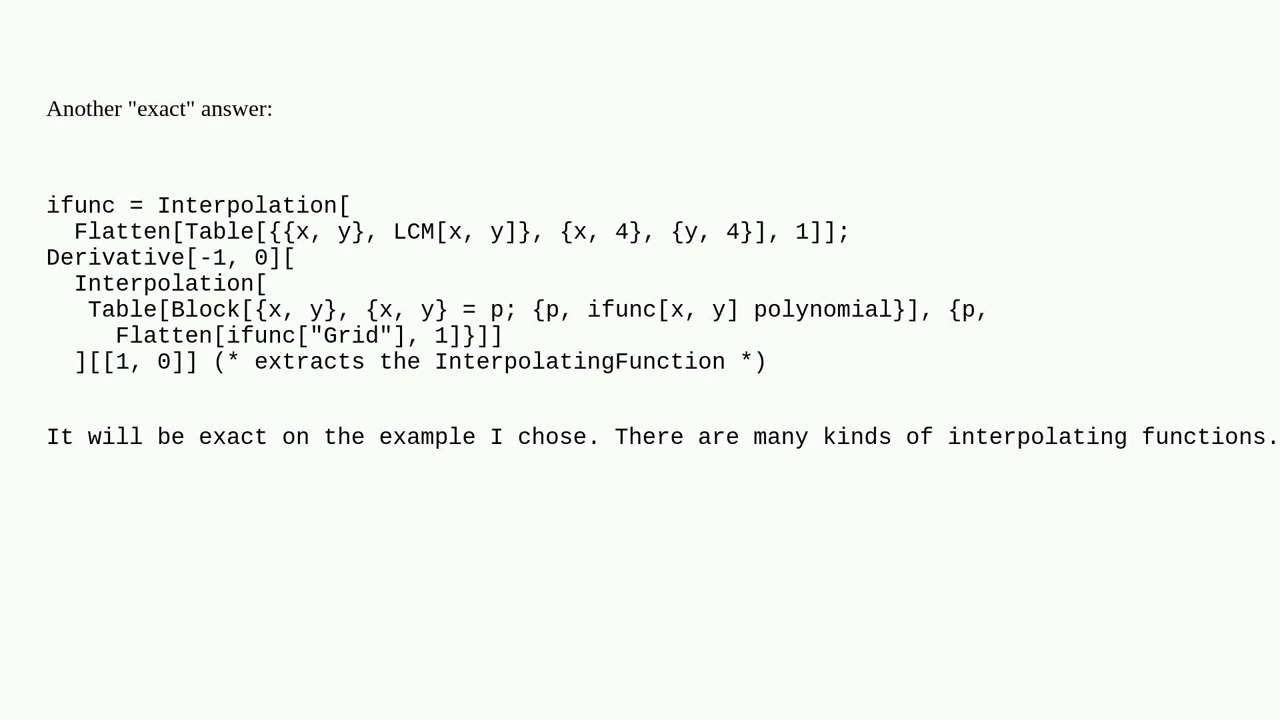 Another "exact" answer:
ifunc = Interpolation[
Flatten[Table[{{x, y}, LCM[x, y]}, {x, 4}, {y, 4}], 1]];
Derivative[-1, 0][
Interpolation[
Table[Block[{x, y}, {x, y} = p; {p, ifunc[x, y] polynomial}], {p,
Flatten[ifunc["Grid"], 1]}]]
][[1, 0]] (* extracts the InterpolatingFunction *)
It will be exact on the example I chose. There are many kinds of interpolating functions.